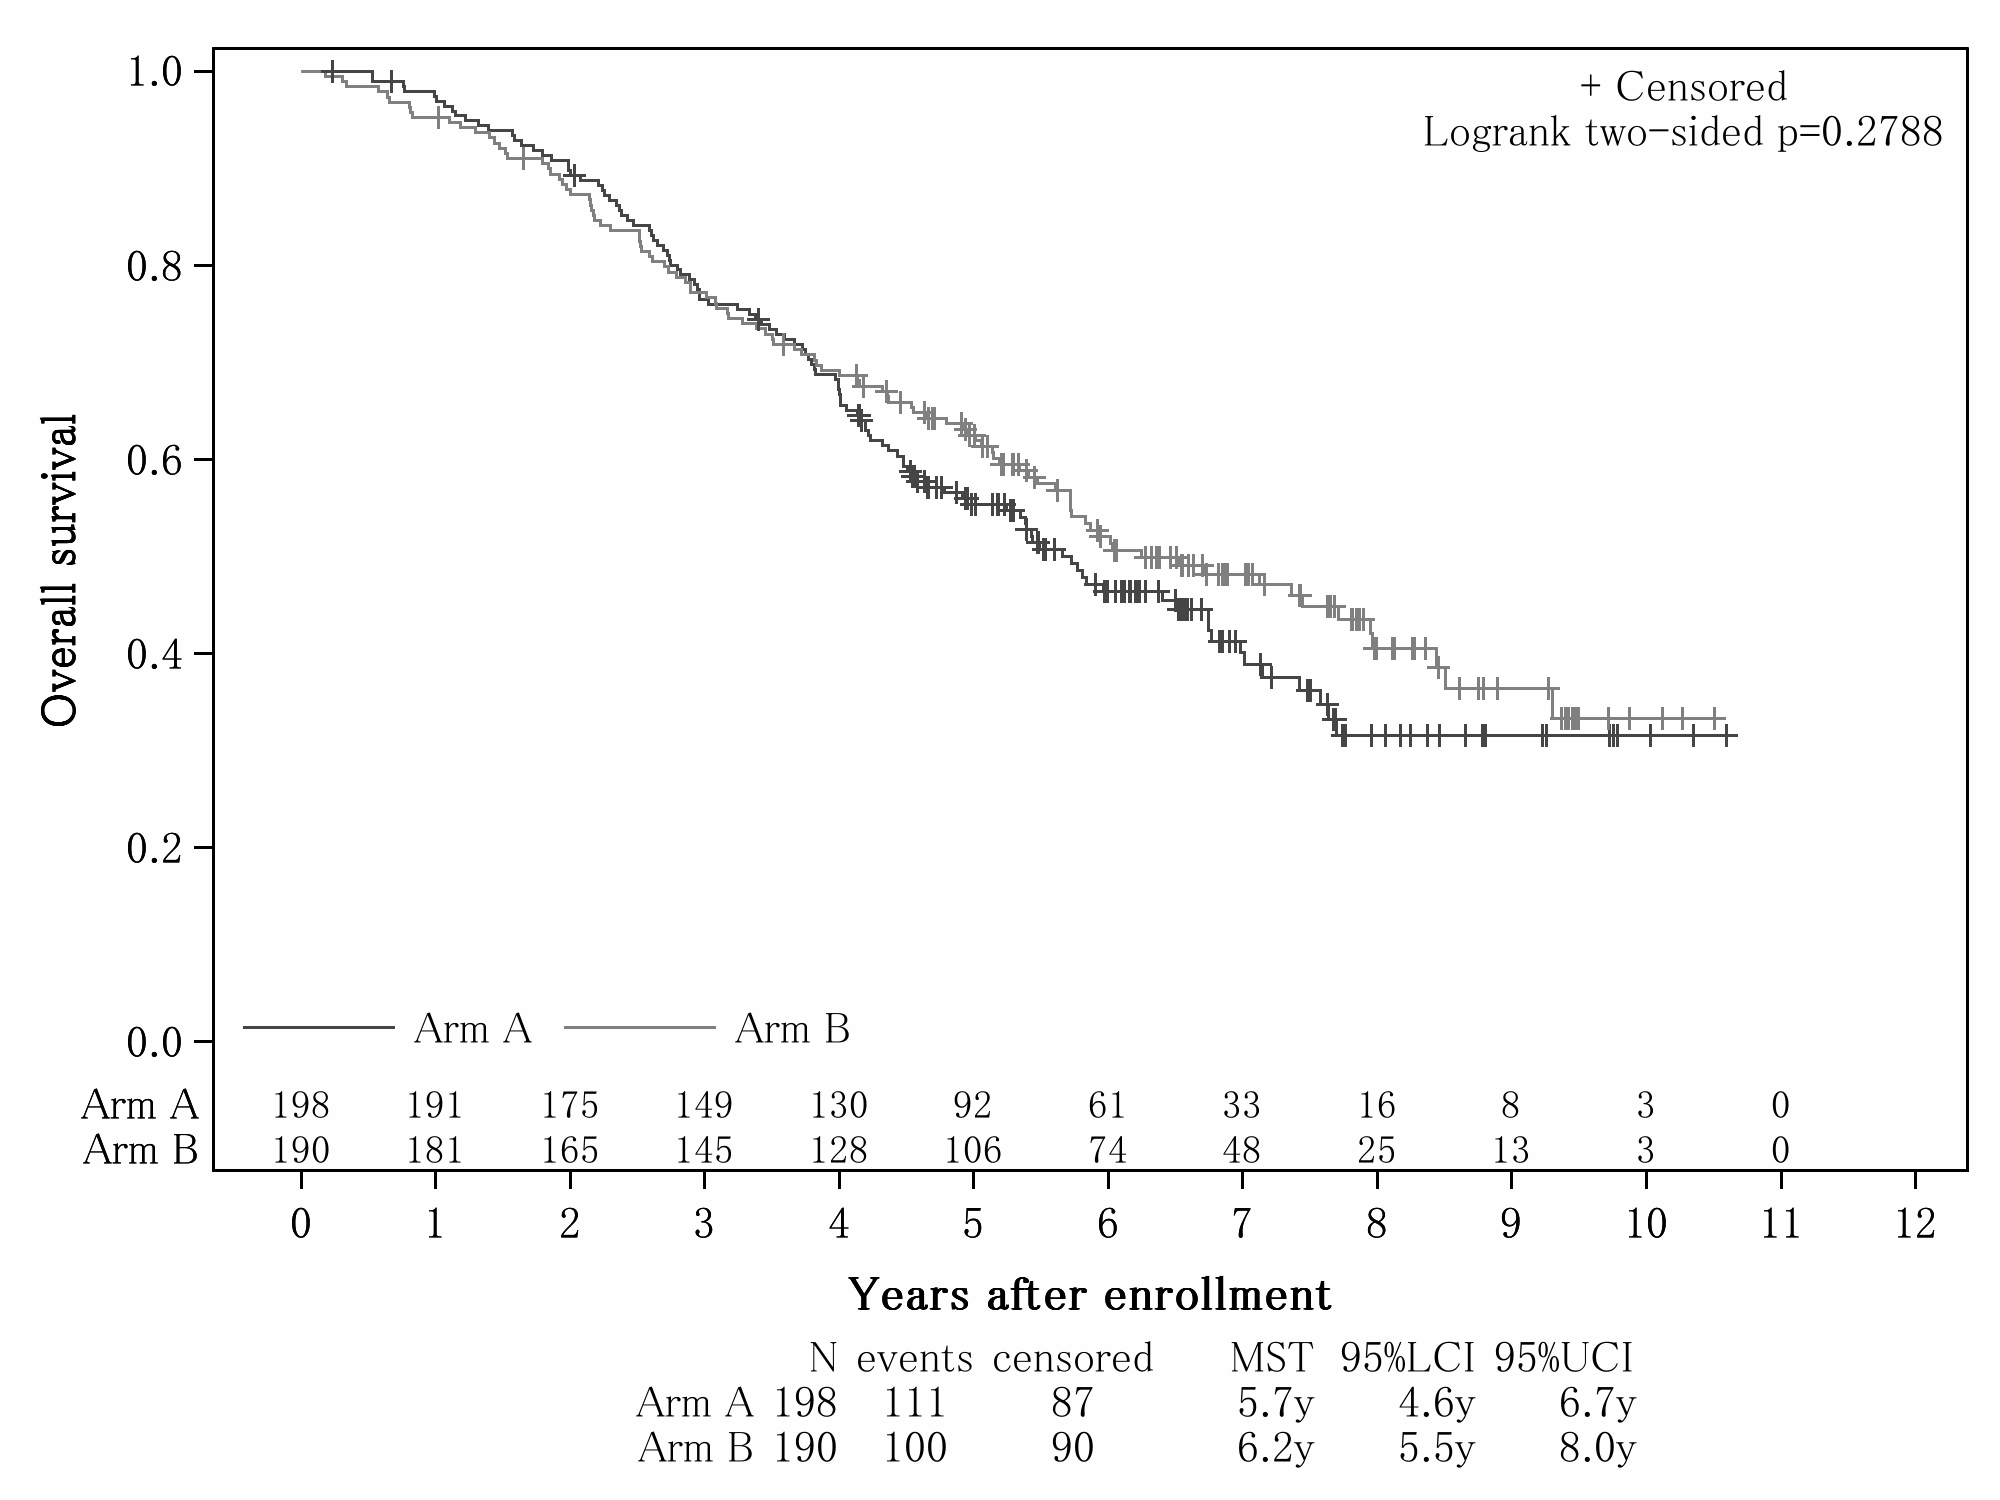 + Censored
Logrank two-sided p=0.2788
Overall survival
1.0
0.8
0.6
0.4
0.2
0.0
Arm A Arm B
Arm A 198 191 175 149 130 92 61 33 16 8 3 0
Arm B 190 181 165 145 128 106 74 48 25 13 3 0
0 1 2 3 4 5 6 7 8 9 10 11 12
Years after enrollment
N events censored MST 95%LCI 95%UCI
Arm A 198 111 87 5.7y 4.6y 6.7y
Arm B 190 100 90 6.2y 5.5y 8.0y